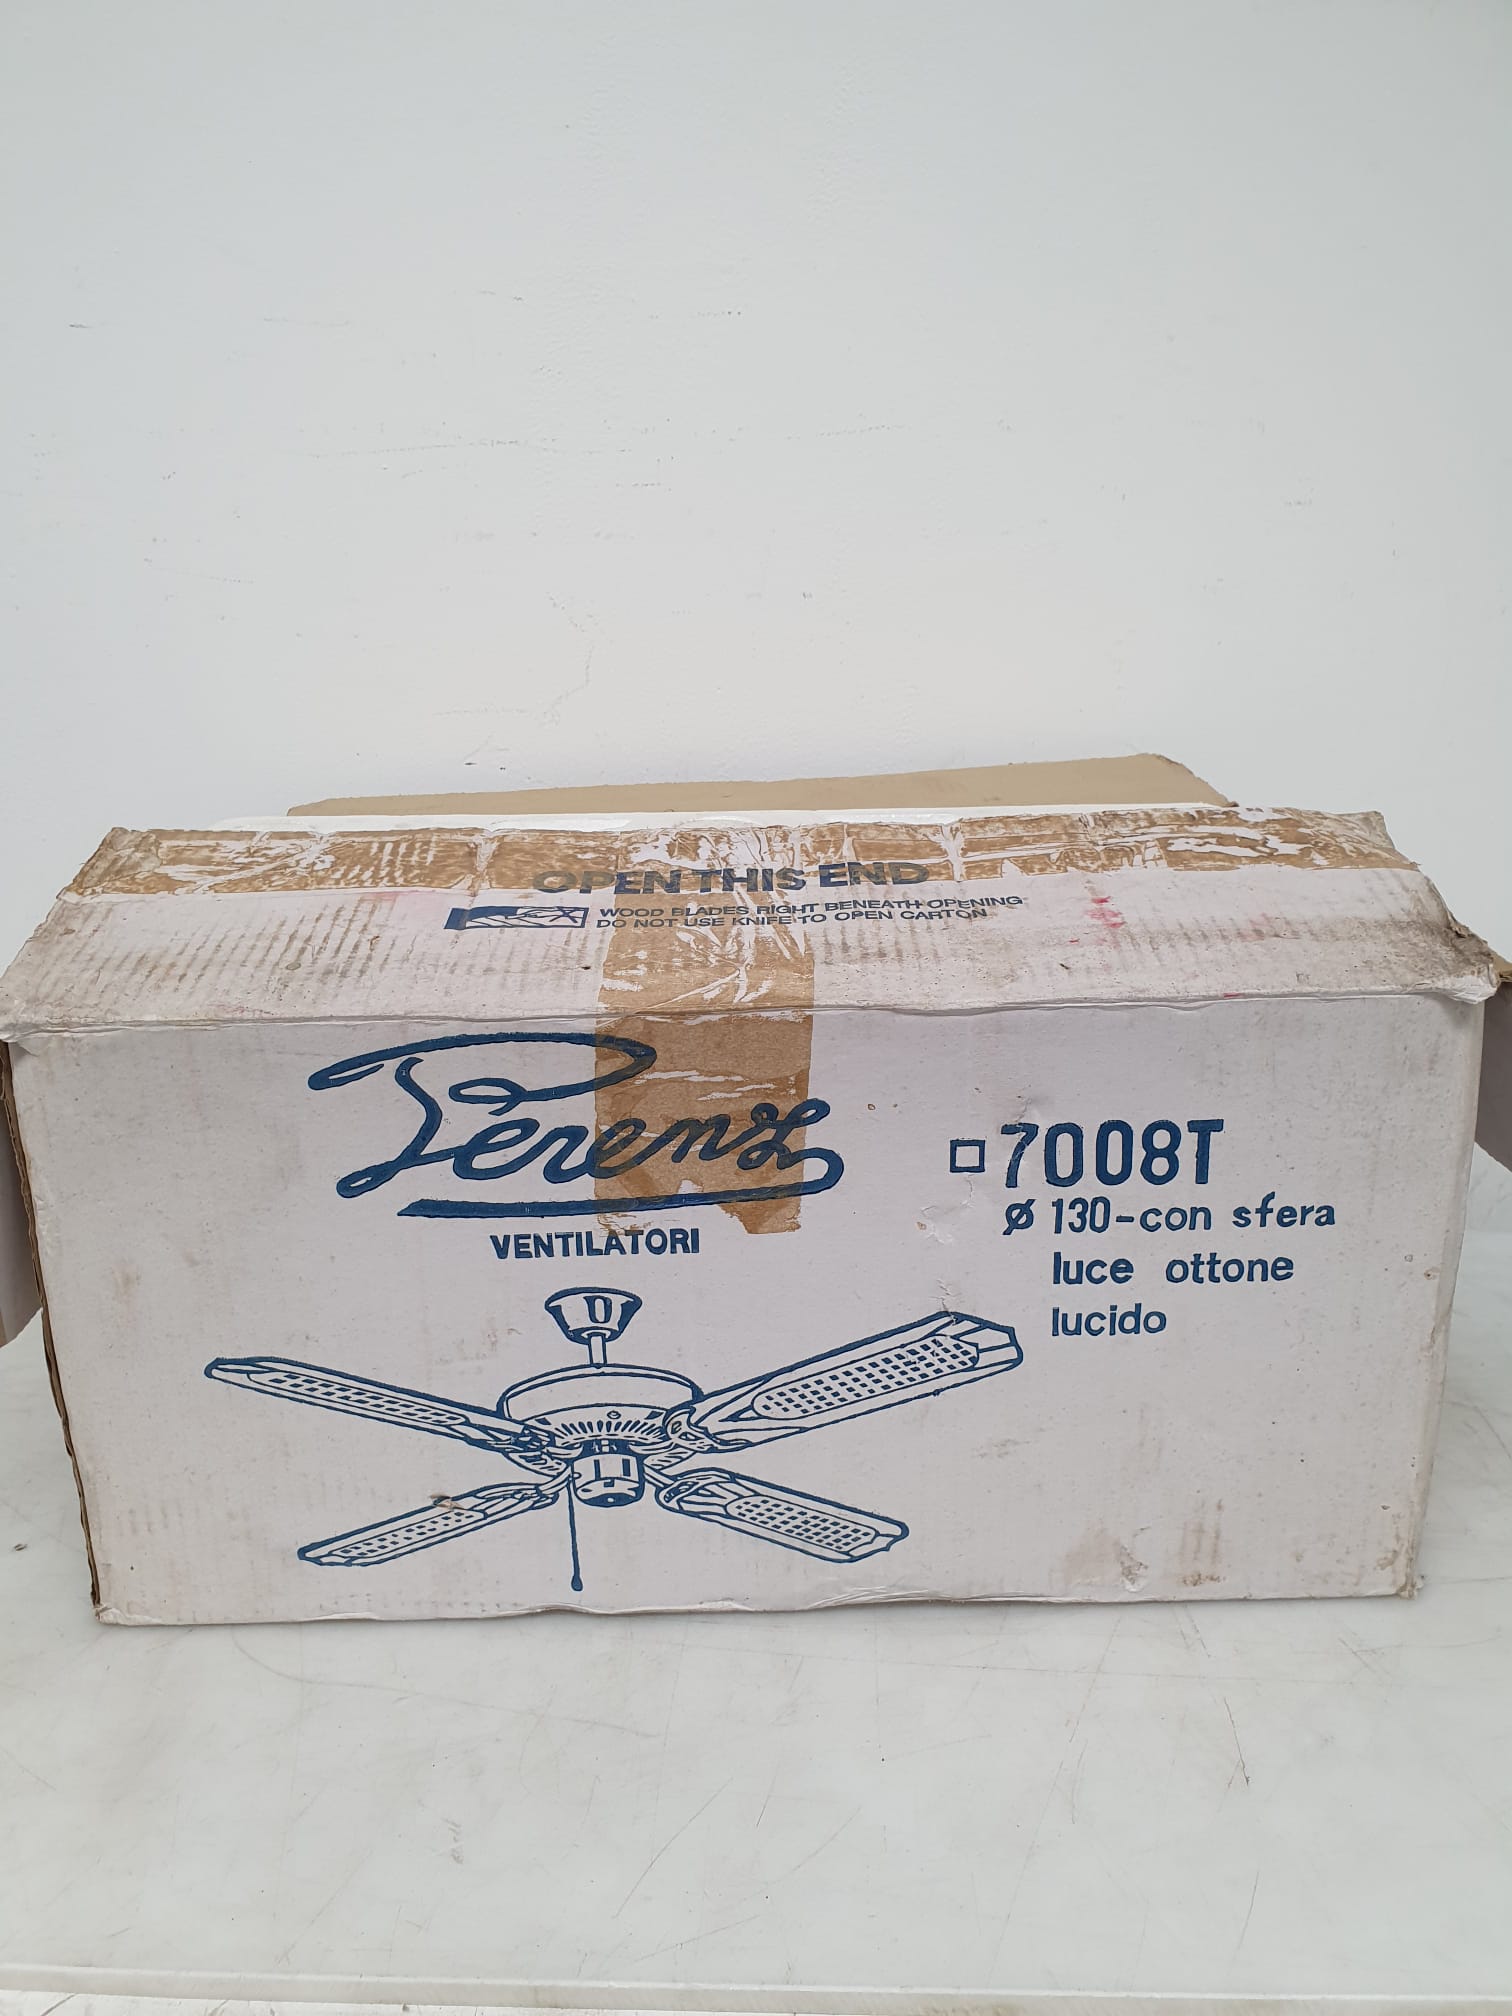 OPEN THIS END
WOOD BLADES RIGHT BENEATH OPENING
DO NOT USE KNIFE TO OPEN CARTON
Perenz
VENTILATORI
7008T
Ø 130-con sfera
luce ottone
lucido